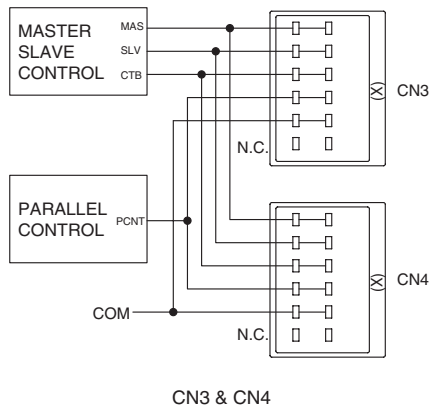 MASTER
SLAVE
CONTROL
MAS
SLV
CTB
(X)
CN3
N.C.
PARALLEL
CONTROL
PCNT
(X)
CN4
COM
N.C.
CN3 & CN4